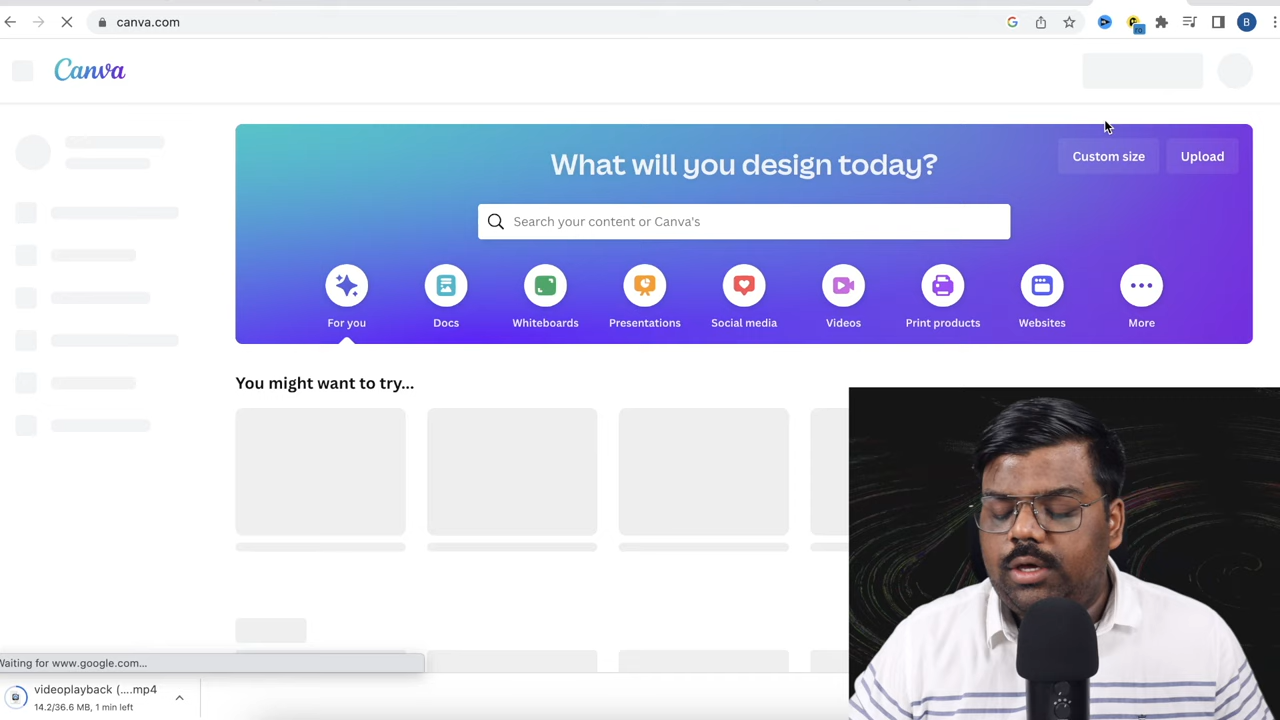 canva.com
ro
B
Canva
What will you design today?
Custom size
Upload
Search your content or Canva's
For you
Docs
Whiteboards
Presentations
Social media
Videos
Print products
Websites
More
You might want to try...
Waiting for www.google.com...
videoplayback (....mp4
14.2/36.6 MB, 1 min left